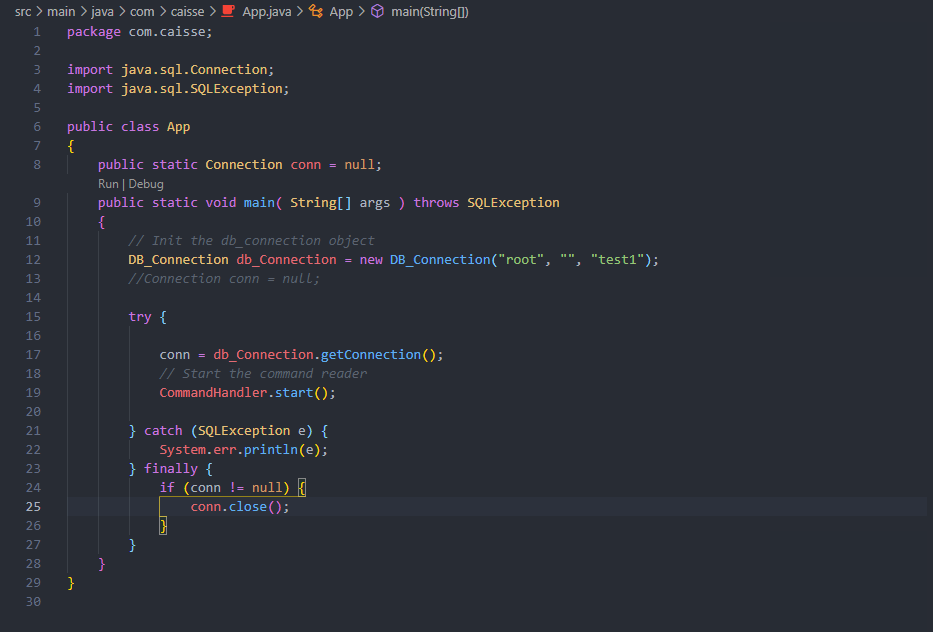 src > main > java > com > caisse > App.java > App > main(String[])
1 package com.caisse;
2
3 import java.sql.Connection;
4 import java.sql.SQLException;
5
6 public class App
7 {
8     public static Connection conn = null;
Run | Debug
9     public static void main( String[] args ) throws SQLException
10     {
11         // Init the db_connection object
12         DB_Connection db_Connection = new DB_Connection("root", "", "test1");
13         //Connection conn = null;
14
15         try {
16
17             conn = db_Connection.getConnection();
18             // Start the command reader
19             CommandHandler.start();
20
21         } catch (SQLException e) {
22             System.err.println(e);
23         } finally {
24             if (conn != null) {
25                 conn.close();
26             }
27         }
28     }
29 }
30